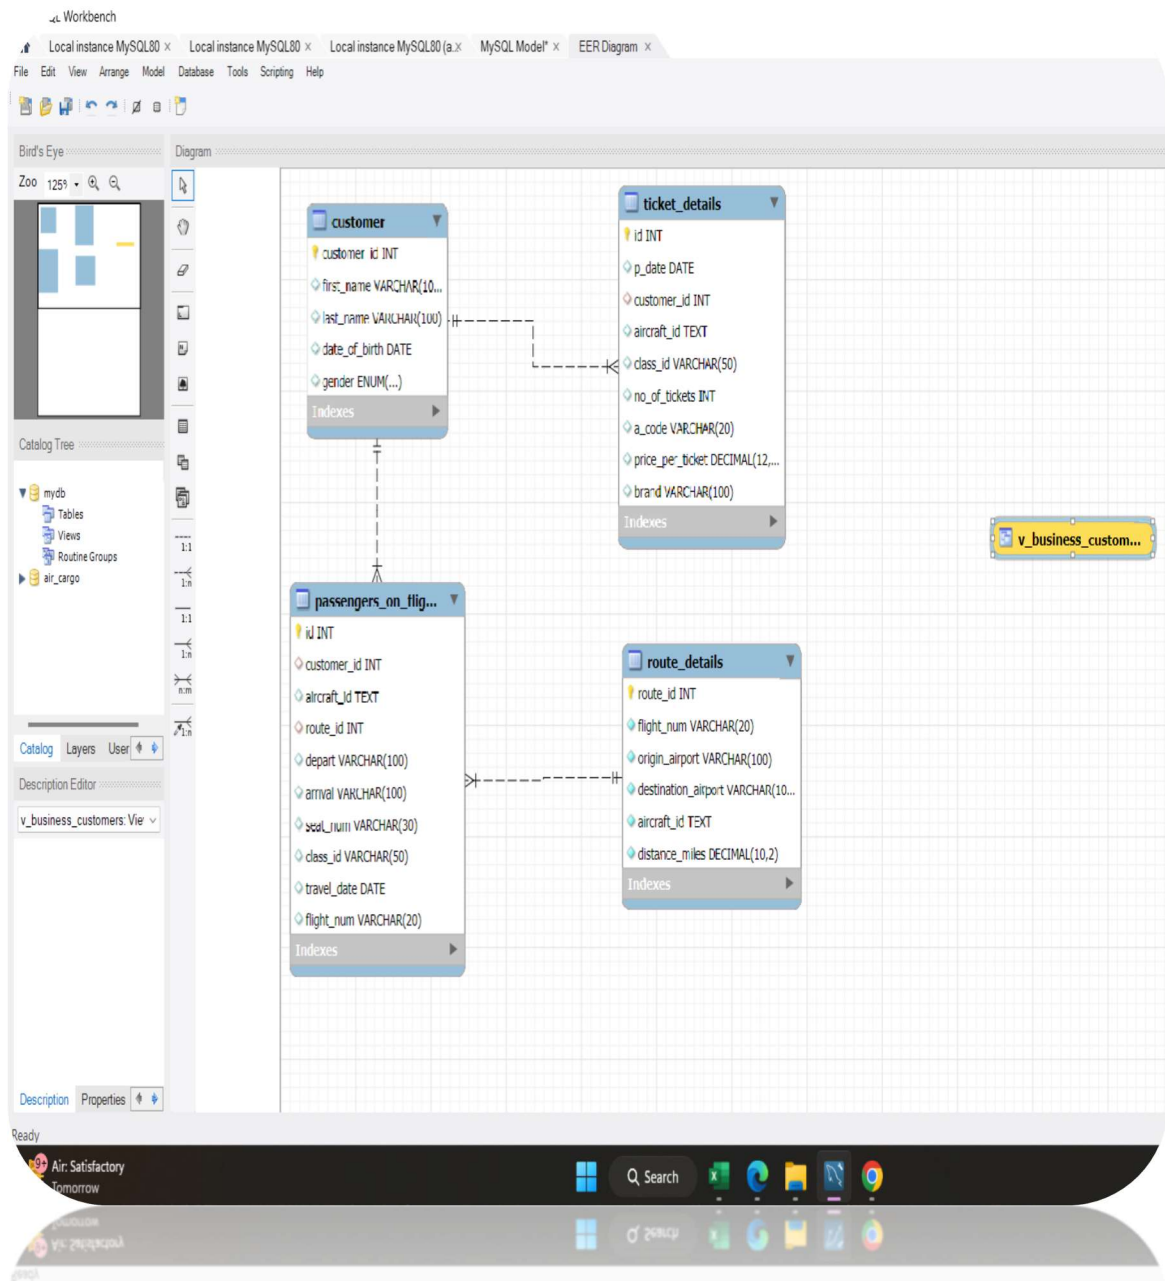 Workbench
Local instance MySQL80 × Local instance MySQL80 × Local instance MySQL80 (a.× MySQL Model* × EER Diagram ×
File Edit View Arrange Model Database Tools Scripting Help
Bird's Eye
Diagram
Zoo 125%
Catalog Tree
mydb
Tables
Views
Routine Groups
air_cargo
Catalog Layers User
Description Editor
v_business_customers: Vie
Description Properties
1:1
1:n
1:1
1:n
n:m
1:n
customer
customer_id INT
first_name VARCHAR(10...
last_name VARCHAR(100)
date_of_birth DATE
gender ENUM(...)
Indexes
ticket_details
id INT
p_date DATE
customer_id INT
aircraft_id TEXT
class_id VARCHAR(50)
no_of_tickets INT
a_code VARCHAR(20)
price_per_ticket DECIMAL(12,...
brand VARCHAR(100)
Indexes
v_business_custom...
passengers_on_flig...
id INT
customer_id INT
aircraft_id TEXT
route_id INT
depart VARCHAR(100)
arrival VARCHAR(100)
seat_num VARCHAR(30)
class_id VARCHAR(50)
travel_date DATE
flight_num VARCHAR(20)
Indexes
route_details
route_id INT
flight_num VARCHAR(20)
origin_airport VARCHAR(100)
destination_airport VARCHAR(10...
aircraft_id TEXT
distance_miles DECIMAL(10,2)
Indexes
Ready
9+
Air: Satisfactory
Tomorrow
Search